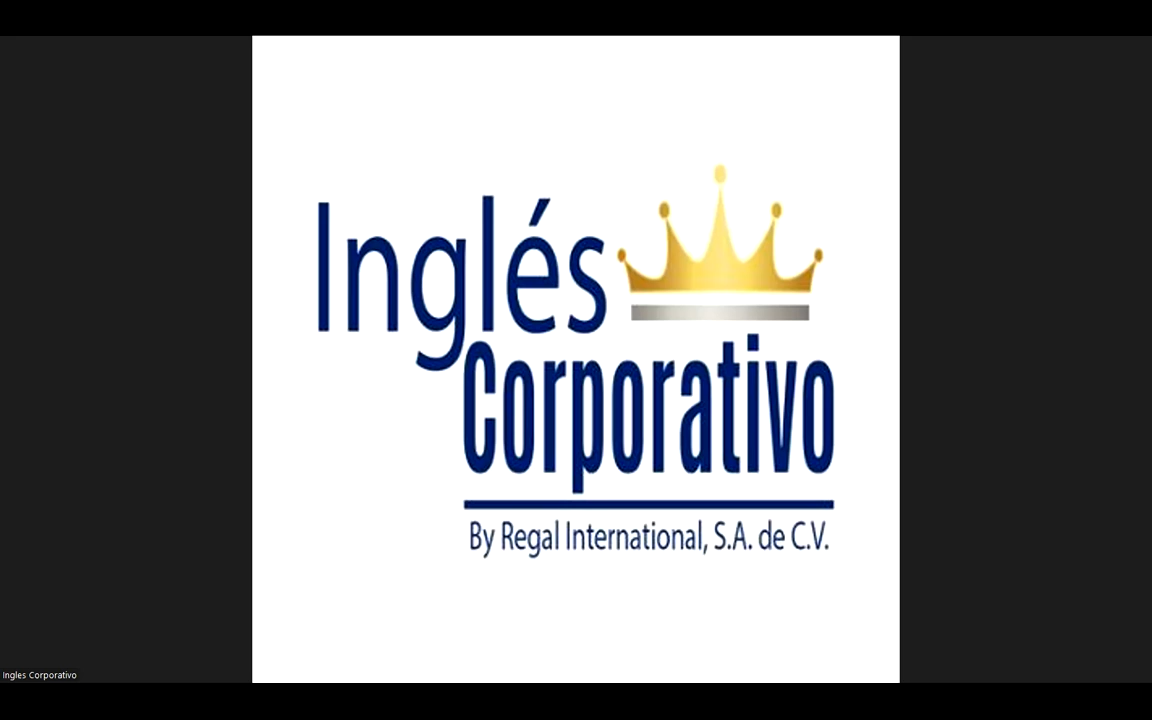 Inglés
Corporativo
By Regal International, S.A. de C.V.
Ingles Corporativo